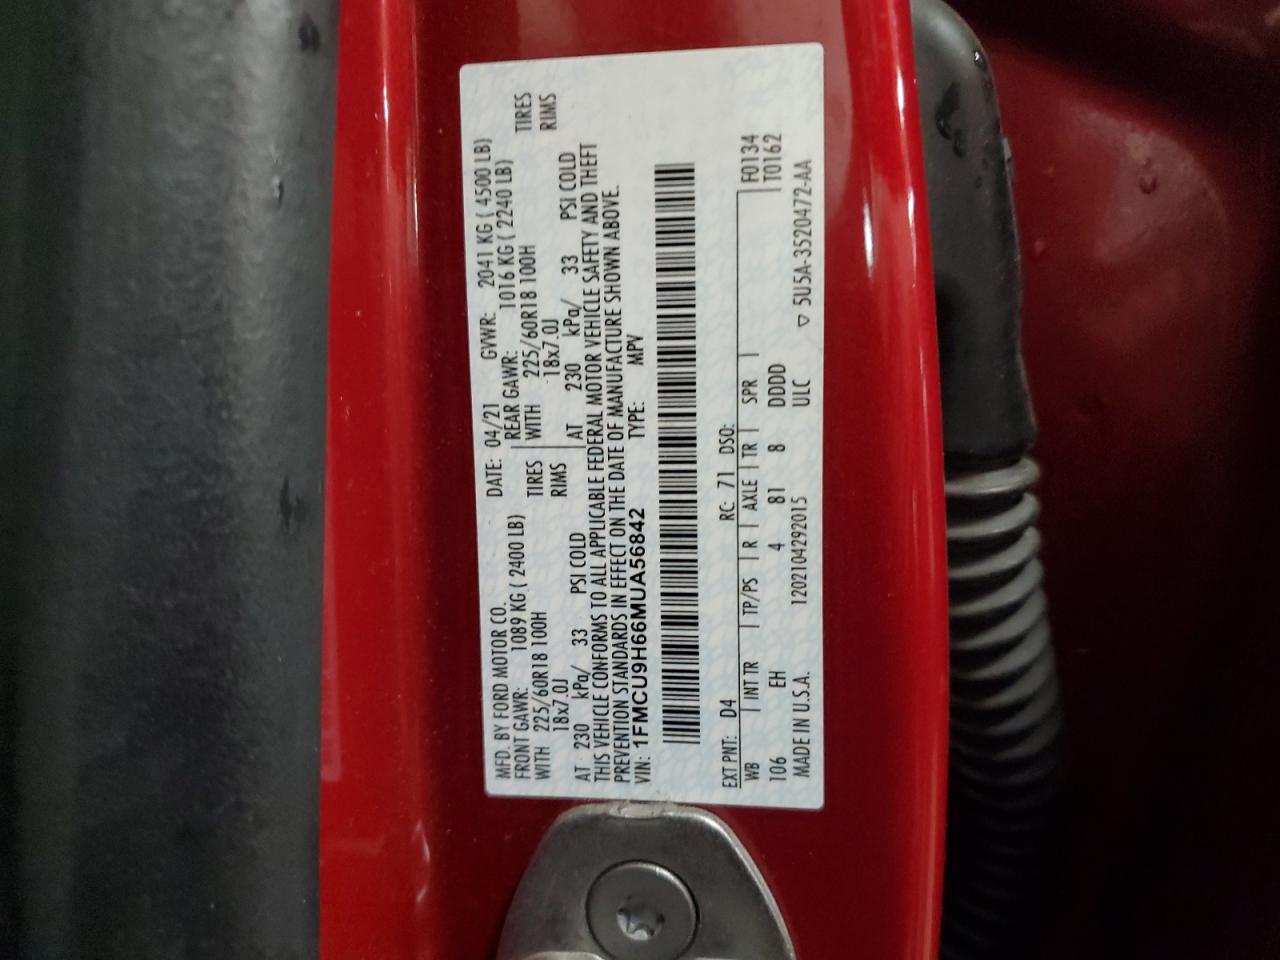 MFD. BY FORD MOTOR CO. DATE: 04/21 GVWR: 2041 KG ( 4500 LB)
FRONT GAWR: 1089 KG ( 2400 LB) REAR GAWR: 1016 KG ( 2240 LB)
WITH 225/60R18 100H TIRES WITH 225/60R18 100H TIRES
18x7.0J RIMS 18x7.0J RIMS
AT 230 kPa/ 33 PSI COLD AT 230 kPa/ 33 PSI COLD
THIS VEHICLE CONFORMS TO ALL APPLICABLE FEDERAL MOTOR VEHICLE SAFETY AND THEFT
PREVENTION STANDARDS IN EFFECT ON THE DATE OF MANUFACTURE SHOWN ABOVE.
VIN: 1FMCU9H66MUA56842 TYPE: MPV
EXT PNT: D4 RC: 71 DSO: F0134
WB INT TR TP/PS R AXLE TR SPR T0162
106 EH 4 81 8 DDDD
MADE IN U.S.A. 1202104292015 ULC ▽ 5U5A-3520472-AA